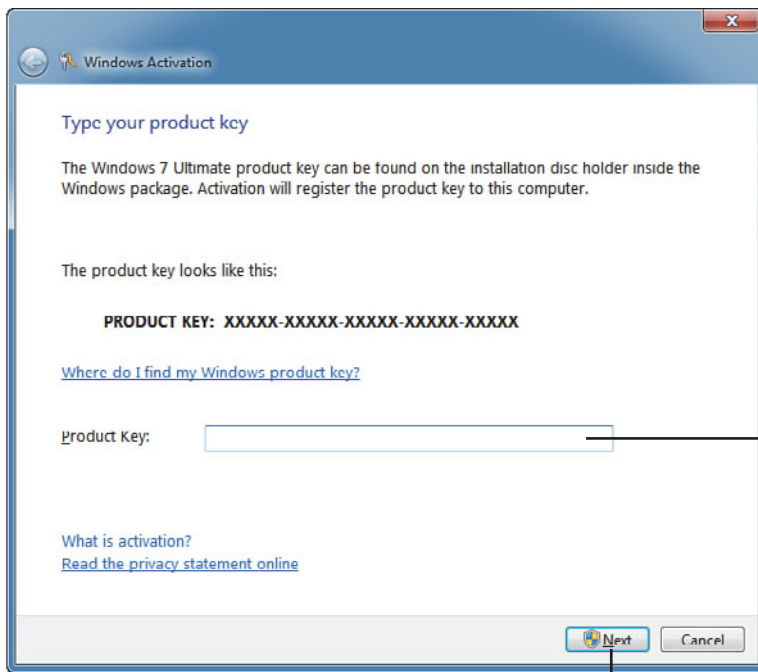 Windows Activation
Type your product key
The Windows 7 Ultimate product key can be found on the installation disc holder inside the
Windows package. Activation will register the product key to this computer.
The product key looks like this:
PRODUCT KEY: XXXXX-XXXXX-XXXXX-XXXXX-XXXXX
Where do I find my Windows product key?
Product Key:
What is activation?
Read the privacy statement online
Next Cancel